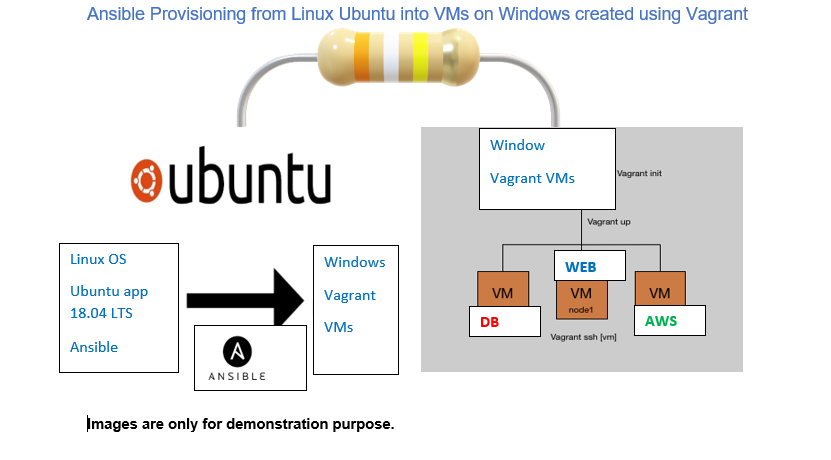 Ansible Provisioning from Linux Ubuntu into VMs on Windows created using Vagrant
ubuntu
Linux OS
Ubuntu app
18.04 LTS
Ansible
ANSIBLE
Windows
Vagrant
VMs
Window
Vagrant VMs
Vagrant init
Vagrant up
WEB
VM
VM
node1
VM
DB
AWS
Vagrant ssh [vm]
Images are only for demonstration purpose.